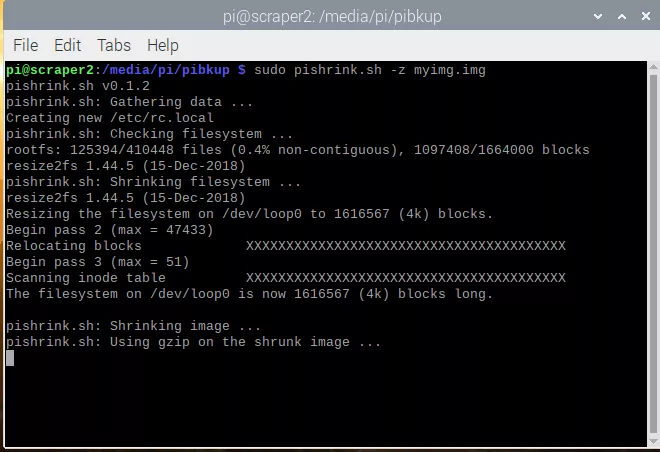 pi@scraper2: /media/pi/pibkup
File Edit Tabs Help
pi@scraper2:/media/pi/pibkup $ sudo pishrink.sh -z myimg.img
pishrink.sh v0.1.2
pishrink.sh: Gathering data ...
Creating new /etc/rc.local
pishrink.sh: Checking filesystem ...
rootfs: 125394/410448 files (0.4% non-contiguous), 1097408/1664000 blocks
resize2fs 1.44.5 (15-Dec-2018)
pishrink.sh: Shrinking filesystem ...
resize2fs 1.44.5 (15-Dec-2018)
Resizing the filesystem on /dev/loop0 to 1616567 (4k) blocks.
Begin pass 2 (max = 47433)
Relocating blocks             XXXXXXXXXXXXXXXXXXXXXXXXXXXXXXXXXXXXXXXX
Begin pass 3 (max = 51)
Scanning inode table          XXXXXXXXXXXXXXXXXXXXXXXXXXXXXXXXXXXXXXXX
The filesystem on /dev/loop0 is now 1616567 (4k) blocks long.
pishrink.sh: Shrinking image ...
pishrink.sh: Using gzip on the shrunk image ...